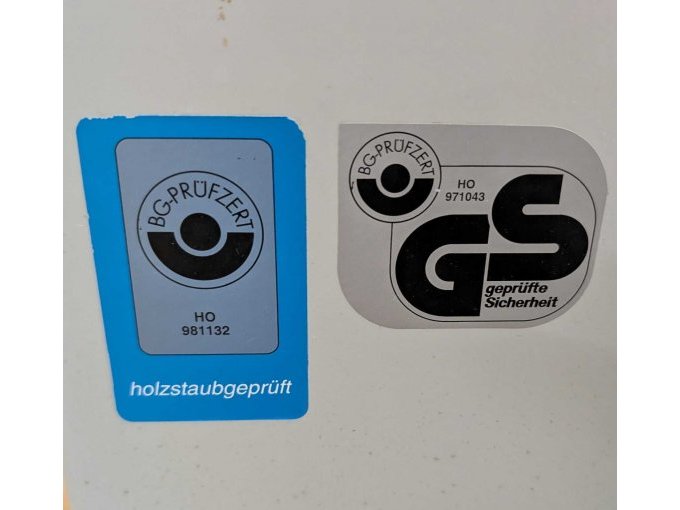 BG-PRÜFZERT
HO
981132
holzstaubgeprüft
BG-PRÜFZERT
HO
971043
GS
geprüfte
Sicherheit